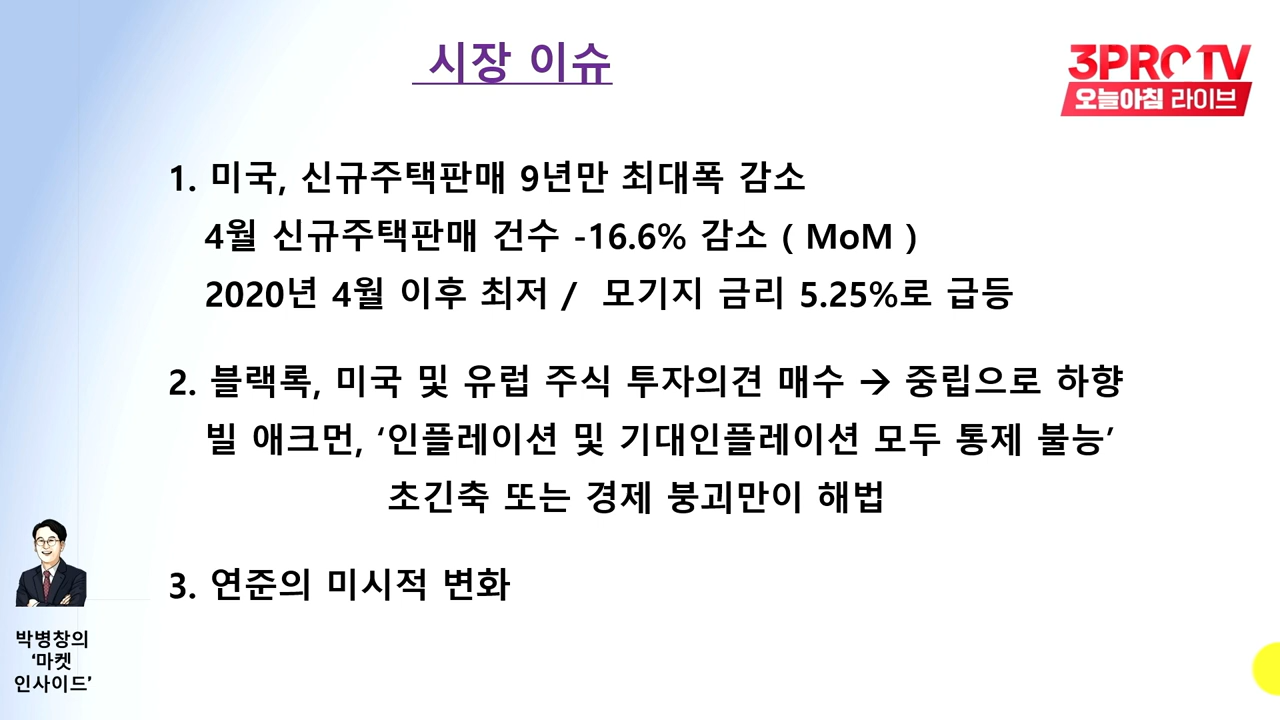 시장 이슈
3PRO TV
오늘아침 라이브
1. 미국, 신규주택판매 9년만 최대폭 감소
4월 신규주택판매 건수 -16.6% 감소 ( MoM )
2020년 4월 이후 최저 / 모기지 금리 5.25%로 급등
2. 블랙록, 미국 및 유럽 주식 투자의견 매수 → 중립으로 하향
빌 애크먼, ‘인플레이션 및 기대인플레이션 모두 통제 불능’
초긴축 또는 경제 붕괴만이 해법
3. 연준의 미시적 변화
박병창의
‘마켓
인사이드’